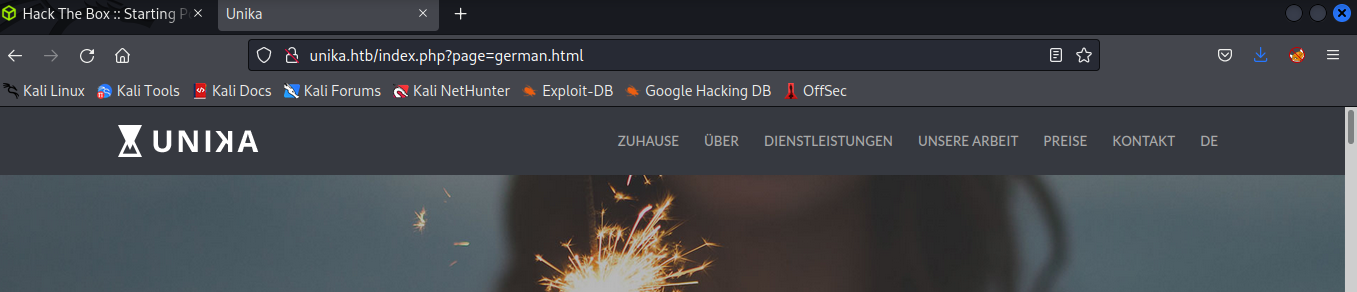 Hack The Box :: Starting P
Unika
unika.htb/index.php?page=german.html
Kali Linux Kali Tools Kali Docs Kali Forums Kali NetHunter Exploit-DB Google Hacking DB OffSec
UNIKA ZUHAUSE ÜBER DIENSTLEISTUNGEN UNSERE ARBEIT PREISE KONTAKT DE